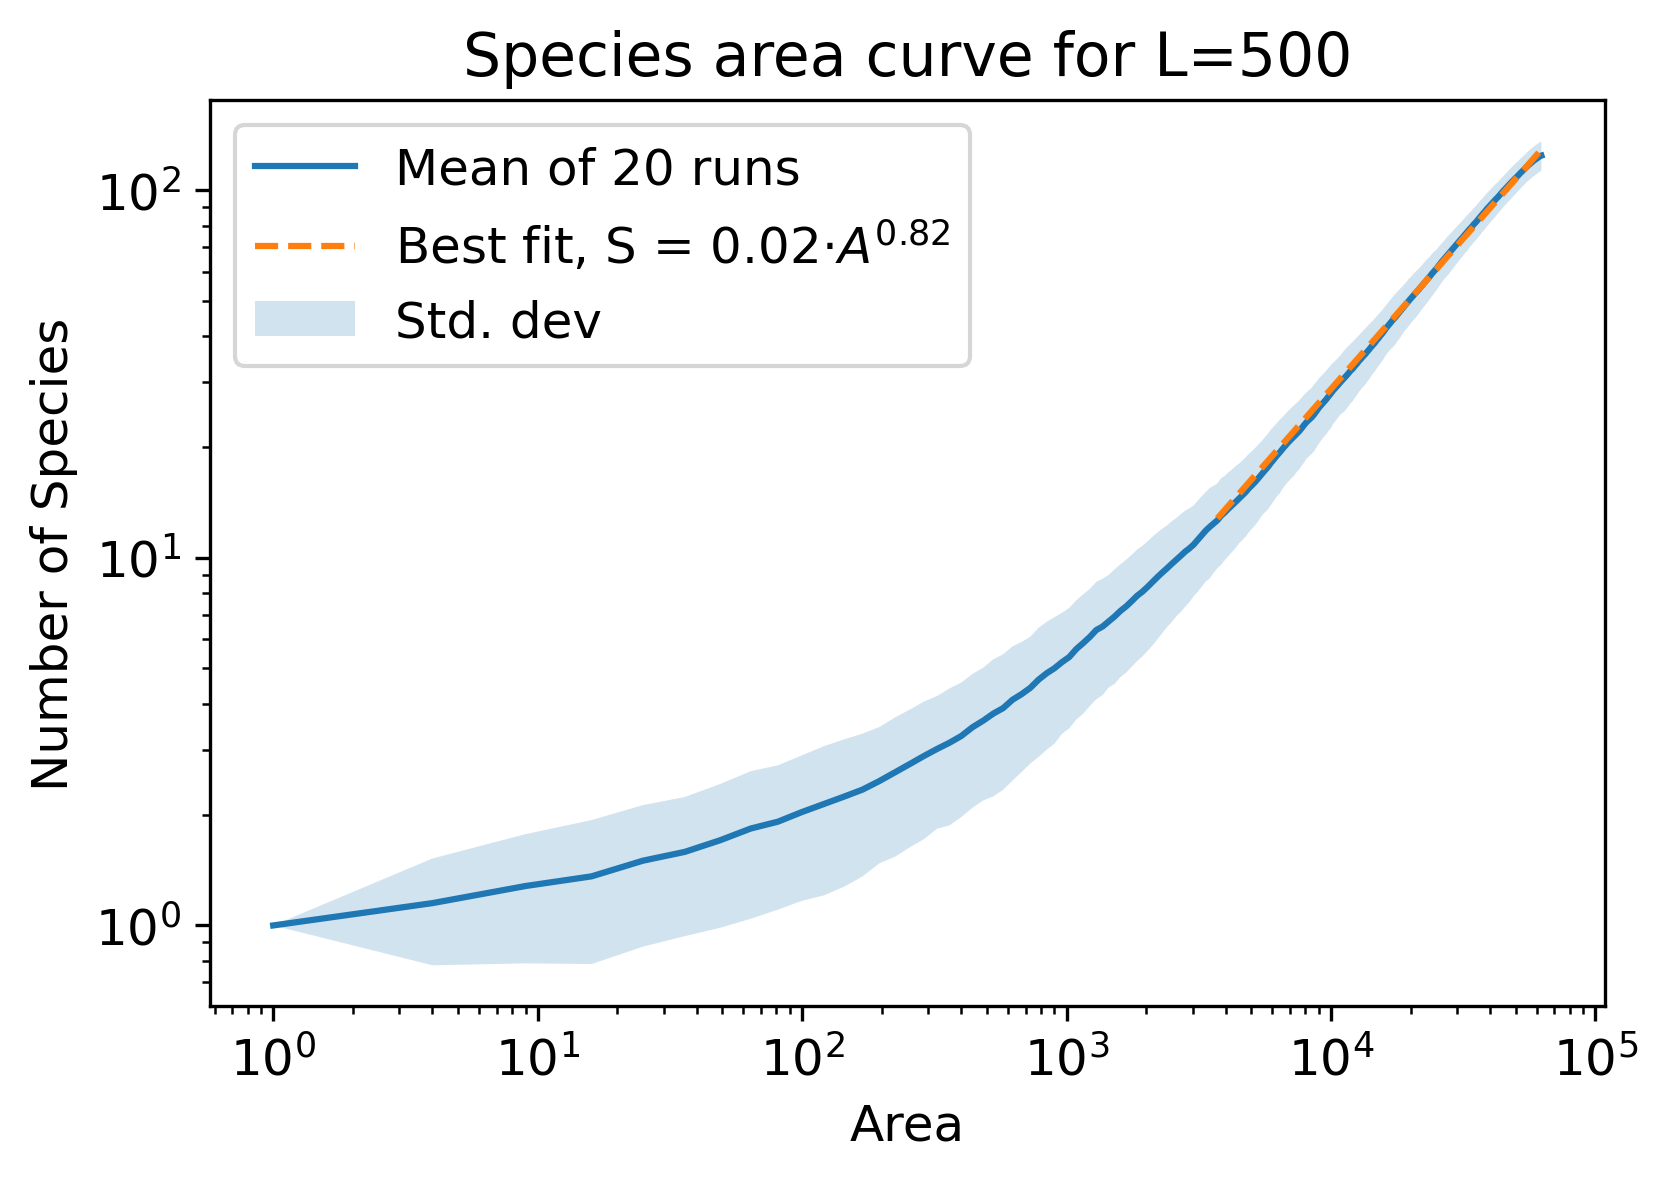 Species area curve for L=500
Mean of 20 runs
Best fit, S = 0.02·A^0.82
Std. dev
Number of Species
10^2
10^1
10^0
10^0 10^1 10^2 10^3 10^4 10^5
Area